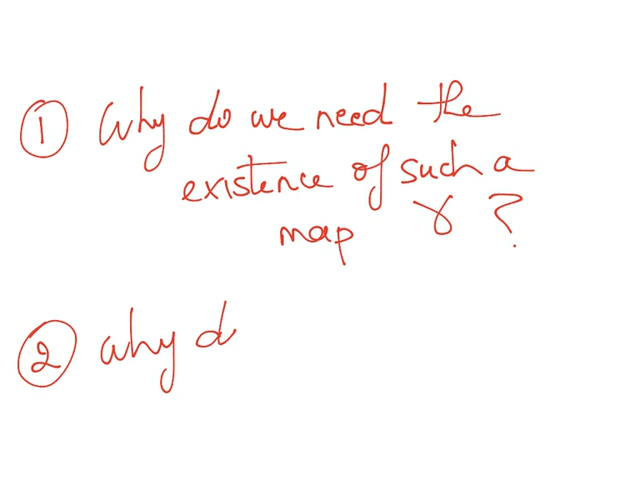 ① Why do we need the
existence of such a
map γ ?
② Why d